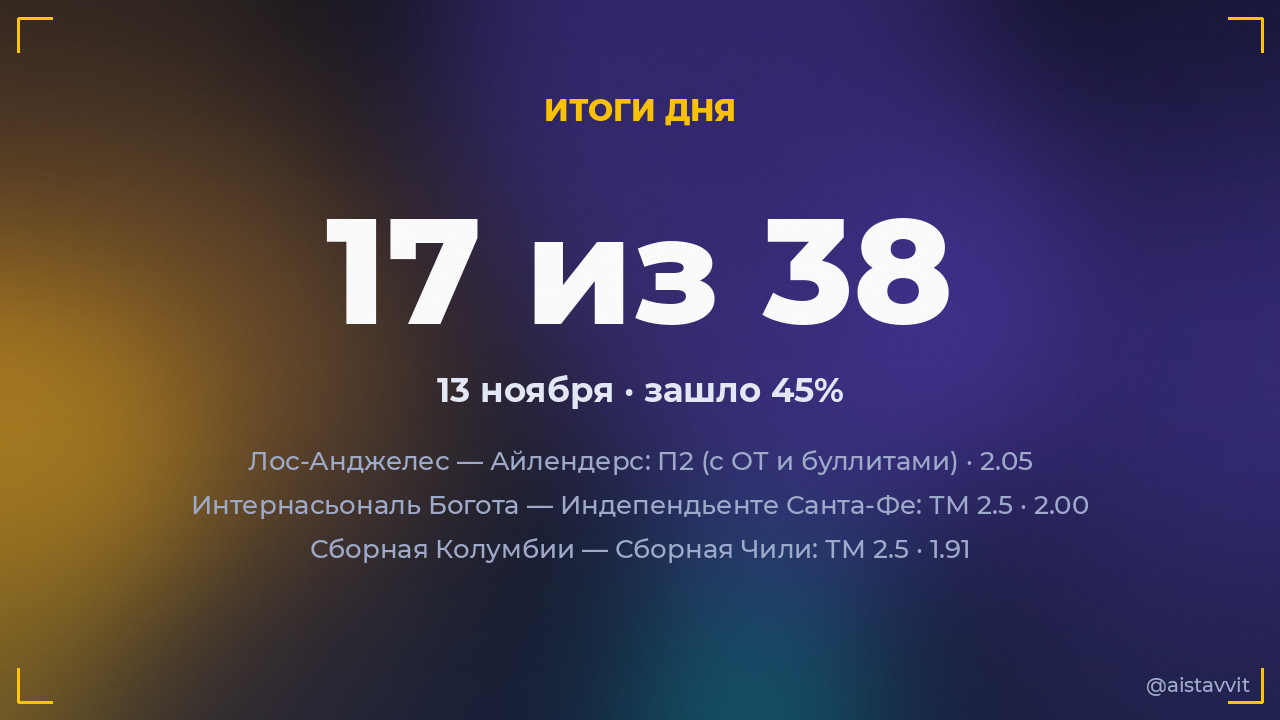 ИТОГИ ДНЯ
17 из 38
13 ноября · зашло 45%
Лос-Анджелес — Айлендерс: П2 (с ОТ и буллитами) · 2.05
Интернасьональ Богота — Индепендьенте Санта-Фе: ТМ 2.5 · 2.00
Сборная Колумбии — Сборная Чили: ТМ 2.5 · 1.91
@aistavvit